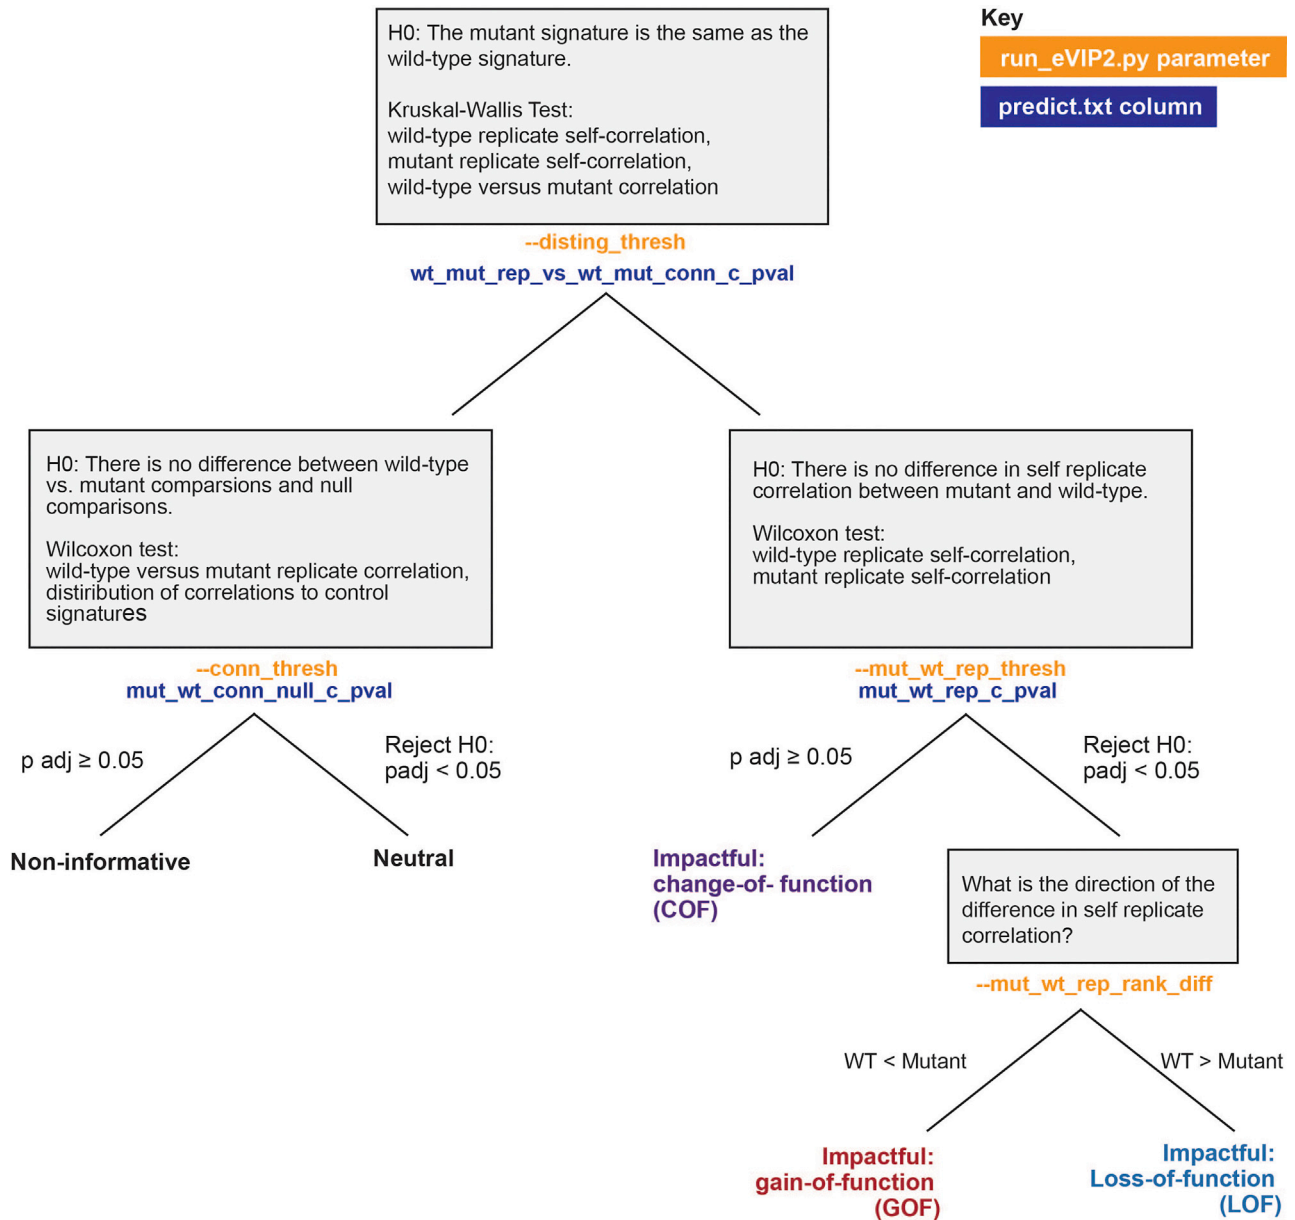 H0: The mutant signature is the same as the
wild-type signature.
Kruskal-Wallis Test:
wild-type replicate self-correlation,
mutant replicate self-correlation,
wild-type versus mutant correlation
--disting_thresh
wt_mut_rep_vs_wt_mut_conn_c_pval
Key
run_eVIP2.py parameter
predict.txt column
H0: There is no difference between wild-type
vs. mutant comparsions and null
comparisons.
Wilcoxon test:
wild-type versus mutant replicate correlation,
distiribution of correlations to control
signatures
--conn_thresh
mut_wt_conn_null_c_pval
p adj ≥ 0.05
Reject H0:
padj < 0.05
Non-informative
Neutral
H0: There is no difference in self replicate
correlation between mutant and wild-type.
Wilcoxon test:
wild-type replicate self-correlation,
mutant replicate self-correlation
--mut_wt_rep_thresh
mut_wt_rep_c_pval
p adj ≥ 0.05
Reject H0:
padj < 0.05
Impactful:
change-of- function
(COF)
What is the direction of the
difference in self replicate
correlation?
--mut_wt_rep_rank_diff
WT < Mutant
WT > Mutant
Impactful:
gain-of-function
(GOF)
Impactful:
Loss-of-function
(LOF)